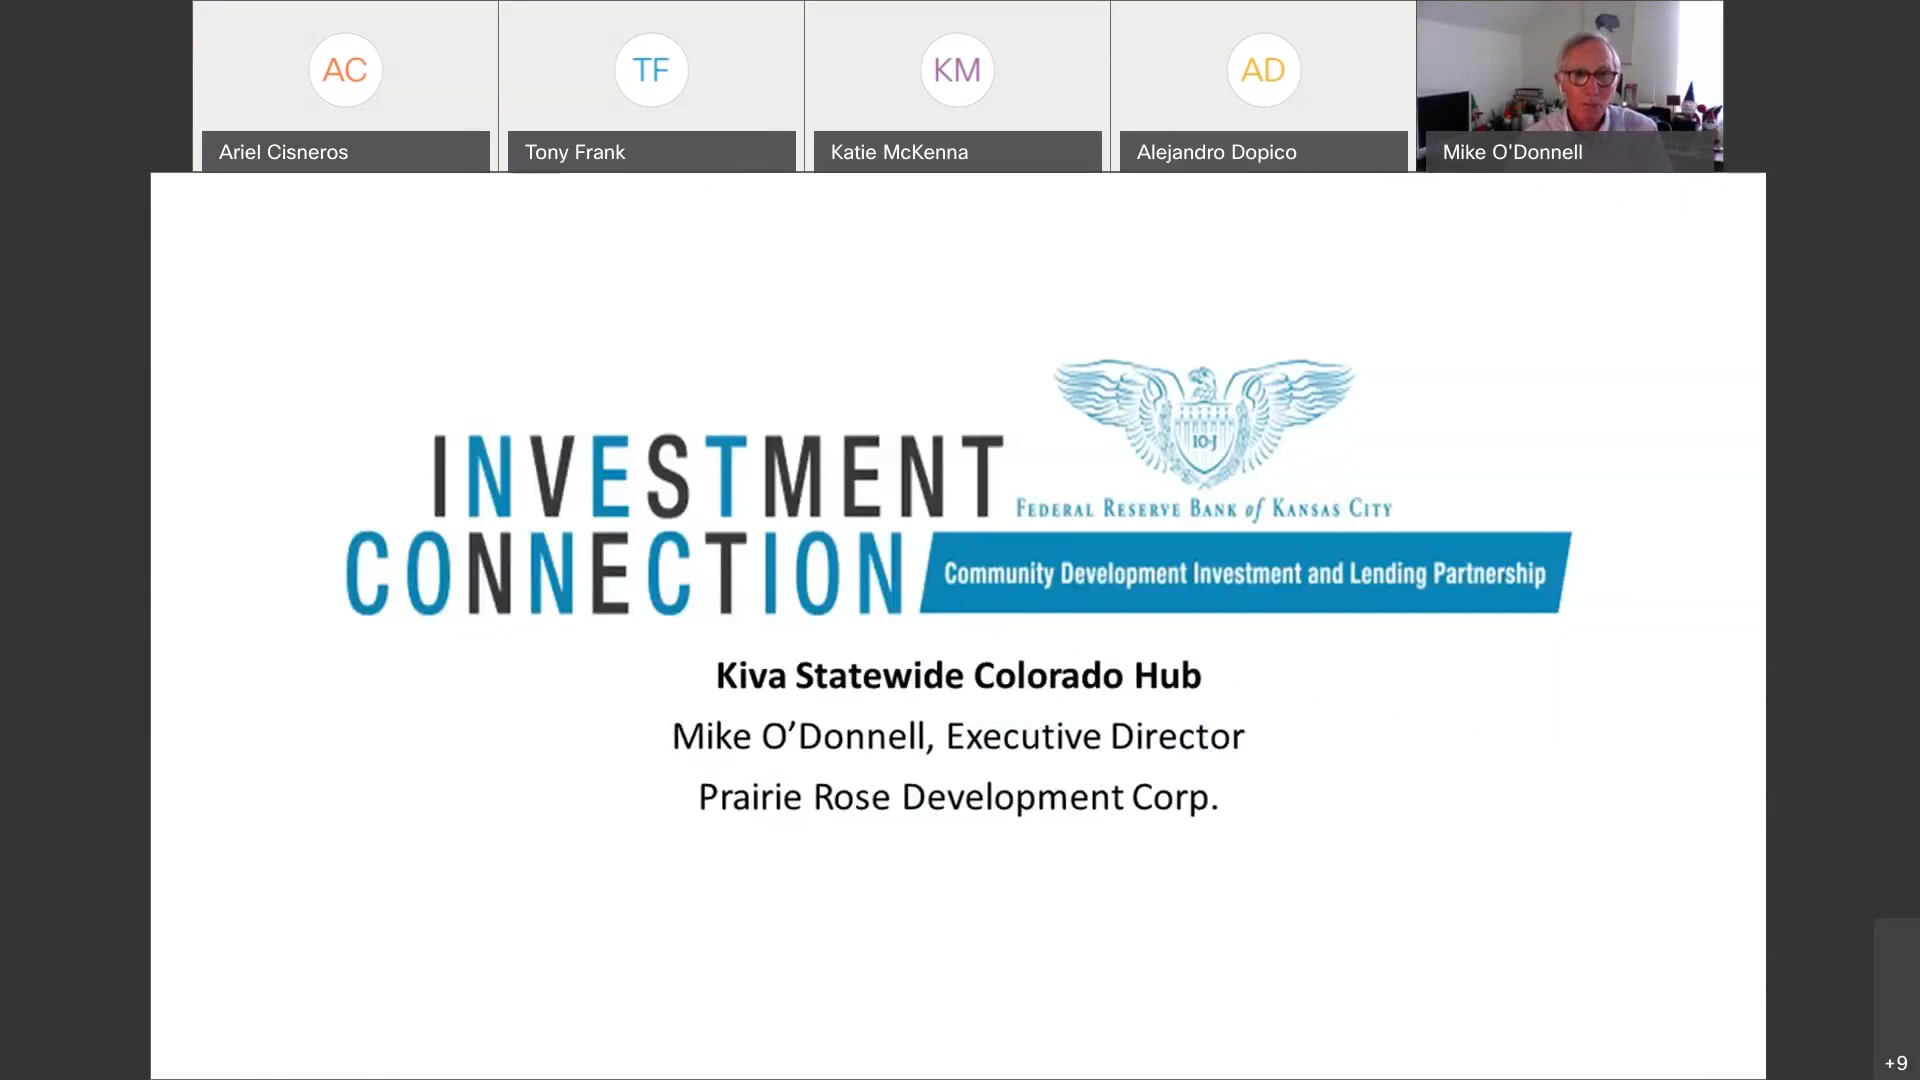 AC
TF
KM
AD
Ariel Cisneros
Tony Frank
Katie McKenna
Alejandro Dopico
Mike O'Donnell
10-J
INVESTMENT
FEDERAL RESERVE BANK of KANSAS CITY
CONNECTION
Community Development Investment and Lending Partnership
Kiva Statewide Colorado Hub
Mike O’Donnell, Executive Director
Prairie Rose Development Corp.
+9